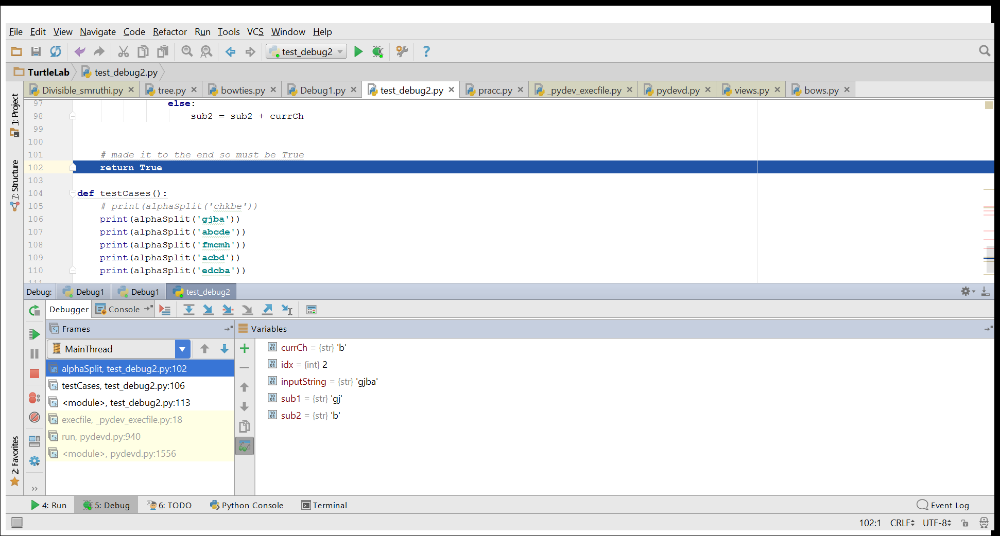 File Edit View Navigate Code Refactor Run Tools VCS Window Help
test_debug2
TurtleLab test_debug2.py
Divisible_smruthi.py tree.py bowties.py Debug1.py test_debug2.py pracc.py _pydev_execfile.py pydevd.py views.py bows.py
1: Project
7: Structure
2: Favorites
97 else:
98 sub2 = sub2 + currCh
99
100
101 # made it to the end so must be True
102 return True
103
104 def testCases():
105 # print(alphaSplit('chkbe'))
106 print(alphaSplit('gjba'))
107 print(alphaSplit('abcde'))
108 print(alphaSplit('fmcmh'))
109 print(alphaSplit('acbd'))
110 print(alphaSplit('edcba'))
111
Debug: Debug1 Debug1 test_debug2
Debugger Console
Frames
Variables
MainThread
alphaSplit, test_debug2.py:102
testCases, test_debug2.py:106
<module>, test_debug2.py:113
execfile, _pydev_execfile.py:18
run, pydevd.py:940
<module>, pydevd.py:1556
currCh = {str} 'b'
idx = {int} 2
inputString = {str} 'gjba'
sub1 = {str} 'gj'
sub2 = {str} 'b'
4: Run 5: Debug 6: TODO Python Console Terminal Event Log
102:1 CRLF UTF-8